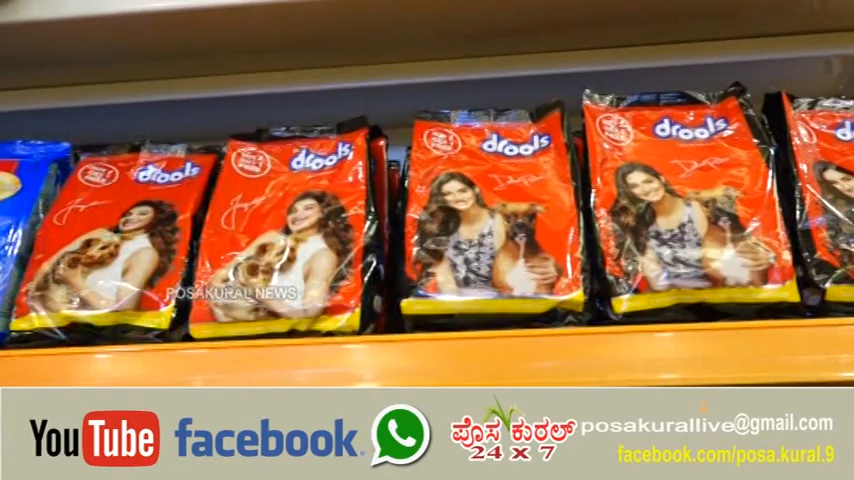 drools
drools
drools
drools
POSAKURAL NEWS
YouTube
facebook
ಪೊಸ ಕುರಲ್
24 x 7
posakurallive@gmail.com
facebook.com/posa.kural.9